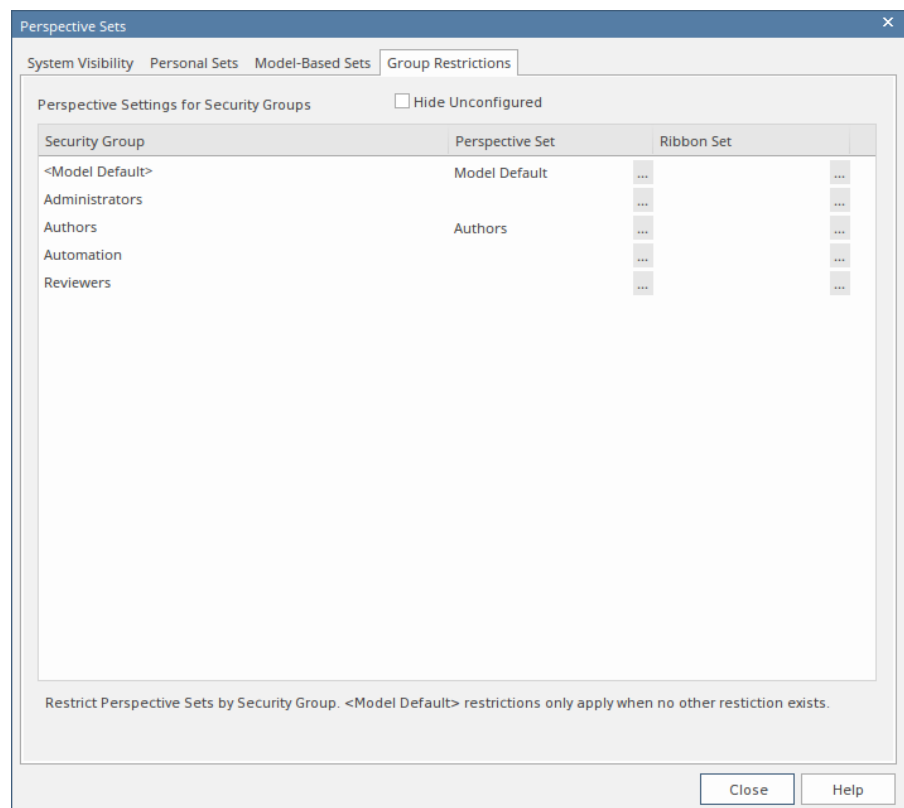 Perspective Sets
System Visibility Personal Sets Model-Based Sets Group Restrictions
Perspective Settings for Security Groups Hide Unconfigured
Security Group Perspective Set Ribbon Set
<Model Default> Model Default ... ...
Administrators ... ...
Authors Authors ... ...
Automation ... ...
Reviewers ... ...
Restrict Perspective Sets by Security Group. <Model Default> restrictions only apply when no other restiction exists.
Close Help